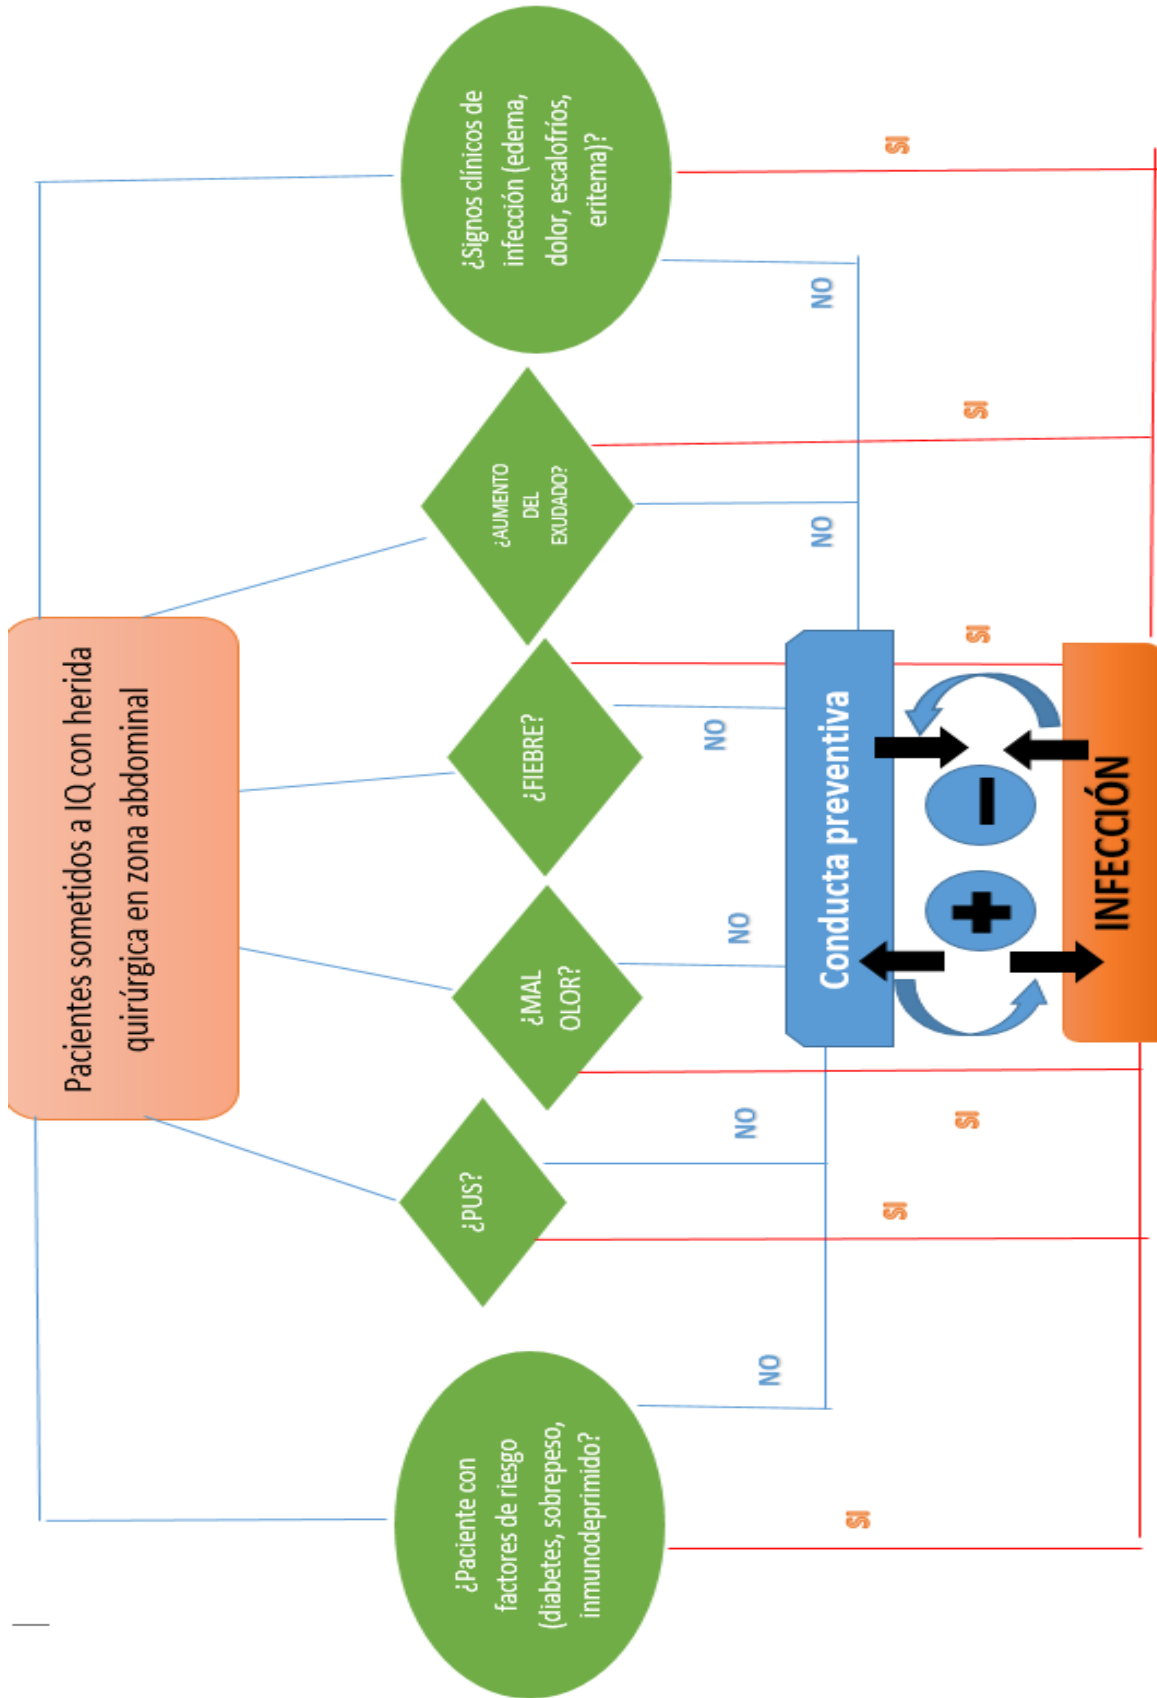 Pacientes sometidos a IQ con herida
quirúrgica en zona abdominal
¿Paciente con
factores de riesgo
(diabetes, sobrepeso,
inmunodeprimido?
¿PUS?
¿MAL
OLOR?
¿FIEBRE?
¿AUMENTO
DEL
EXUDADO?
¿Signos clínicos de
infección (edema,
dolor, escalofríos,
eritema)?
NO
NO
NO
NO
NO
NO
Conducta preventiva
SI
SI
SI
SI
SI
SI
+
−
INFECCIÓN